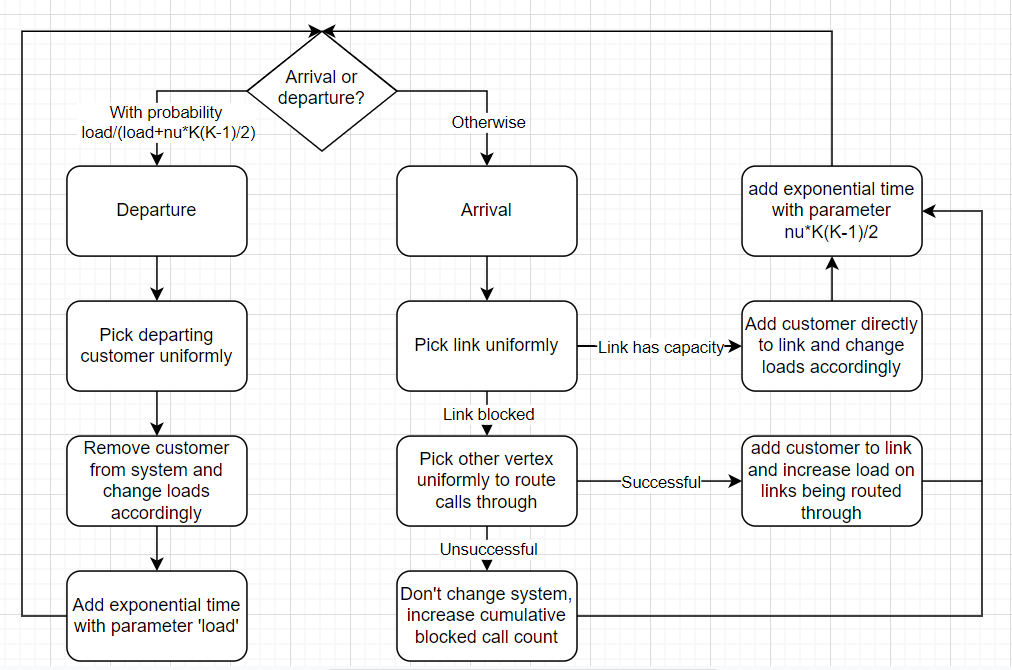 Arrival or
departure?
With probability
load/(load+nu*K(K-1)/2)
Otherwise
Departure
Arrival
add exponential time
with parameter
nu*K(K-1)/2
Pick departing
customer uniformly
Pick link uniformly
Link has capacity
Add customer directly
to link and change
loads accordingly
Link blocked
Remove customer
from system and
change loads
accordingly
Pick other vertex
uniformly to route
calls through
Successful
add customer to link
and increase load on
links being routed
through
Unsuccessful
Add exponential time
with parameter 'load'
Don't change system,
increase cumulative
blocked call count